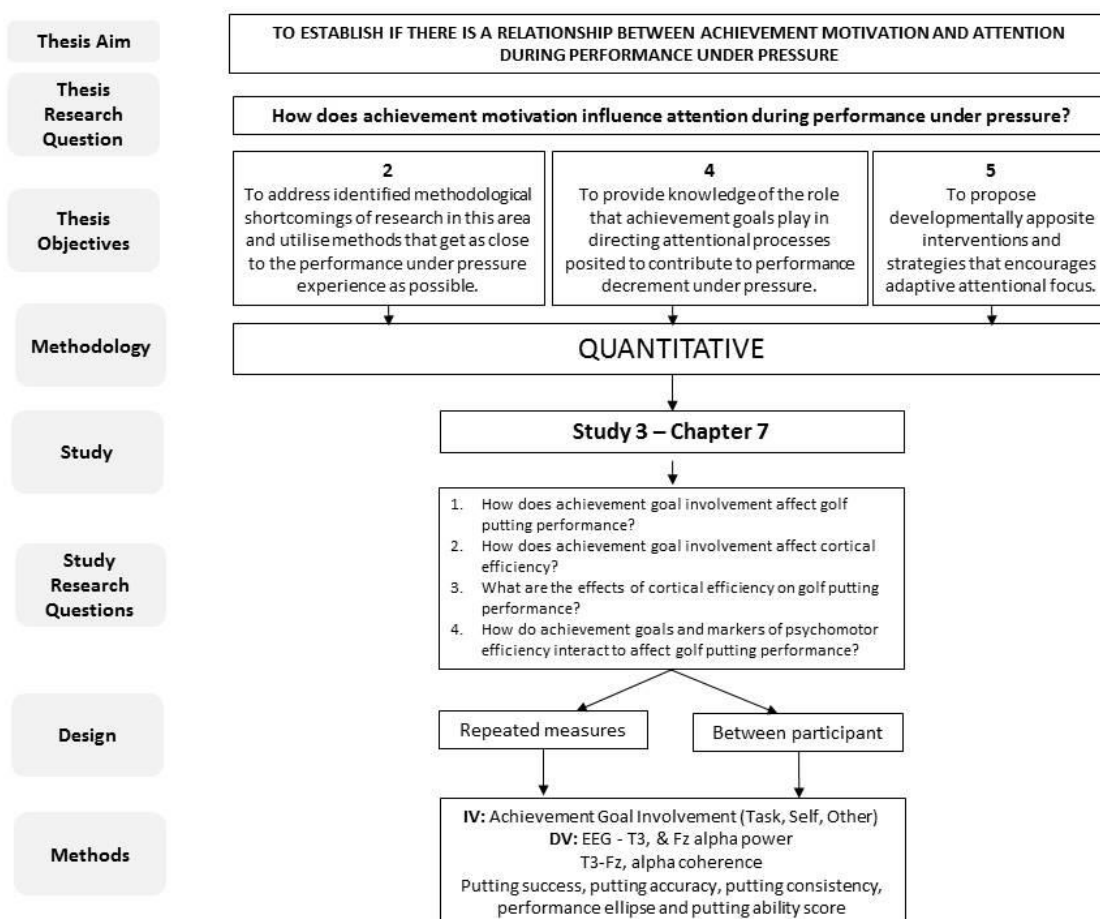 Thesis Aim
TO ESTABLISH IF THERE IS A RELATIONSHIP BETWEEN ACHIEVEMENT MOTIVATION AND ATTENTION
DURING PERFORMANCE UNDER PRESSURE
Thesis
Research
Question
How does achievement motivation influence attention during performance under pressure?
Thesis
Objectives
2
To address identified methodological
shortcomings of research in this area
and utilise methods that get as close
to the performance under pressure
experience as possible.
4
To provide knowledge of the role
that achievement goals play in
directing attentional processes
posited to contribute to performance
decrement under pressure.
5
To propose
developmentally apposite
interventions and
strategies that encourages
adaptive attentional focus.
Methodology
QUANTITATIVE
Study
Study 3 – Chapter 7
Study
Research
Questions
1. How does achievement goal involvement affect golf
putting performance?
2. How does achievement goal involvement affect cortical
efficiency?
3. What are the effects of cortical efficiency on golf putting
performance?
4. How do achievement goals and markers of psychomotor
efficiency interact to affect golf putting performance?
Design
Repeated measures
Between participant
Methods
IV: Achievement Goal Involvement (Task, Self, Other)
DV: EEG - T3, & Fz alpha power
T3-Fz, alpha coherence
Putting success, putting accuracy, putting consistency,
performance ellipse and putting ability score